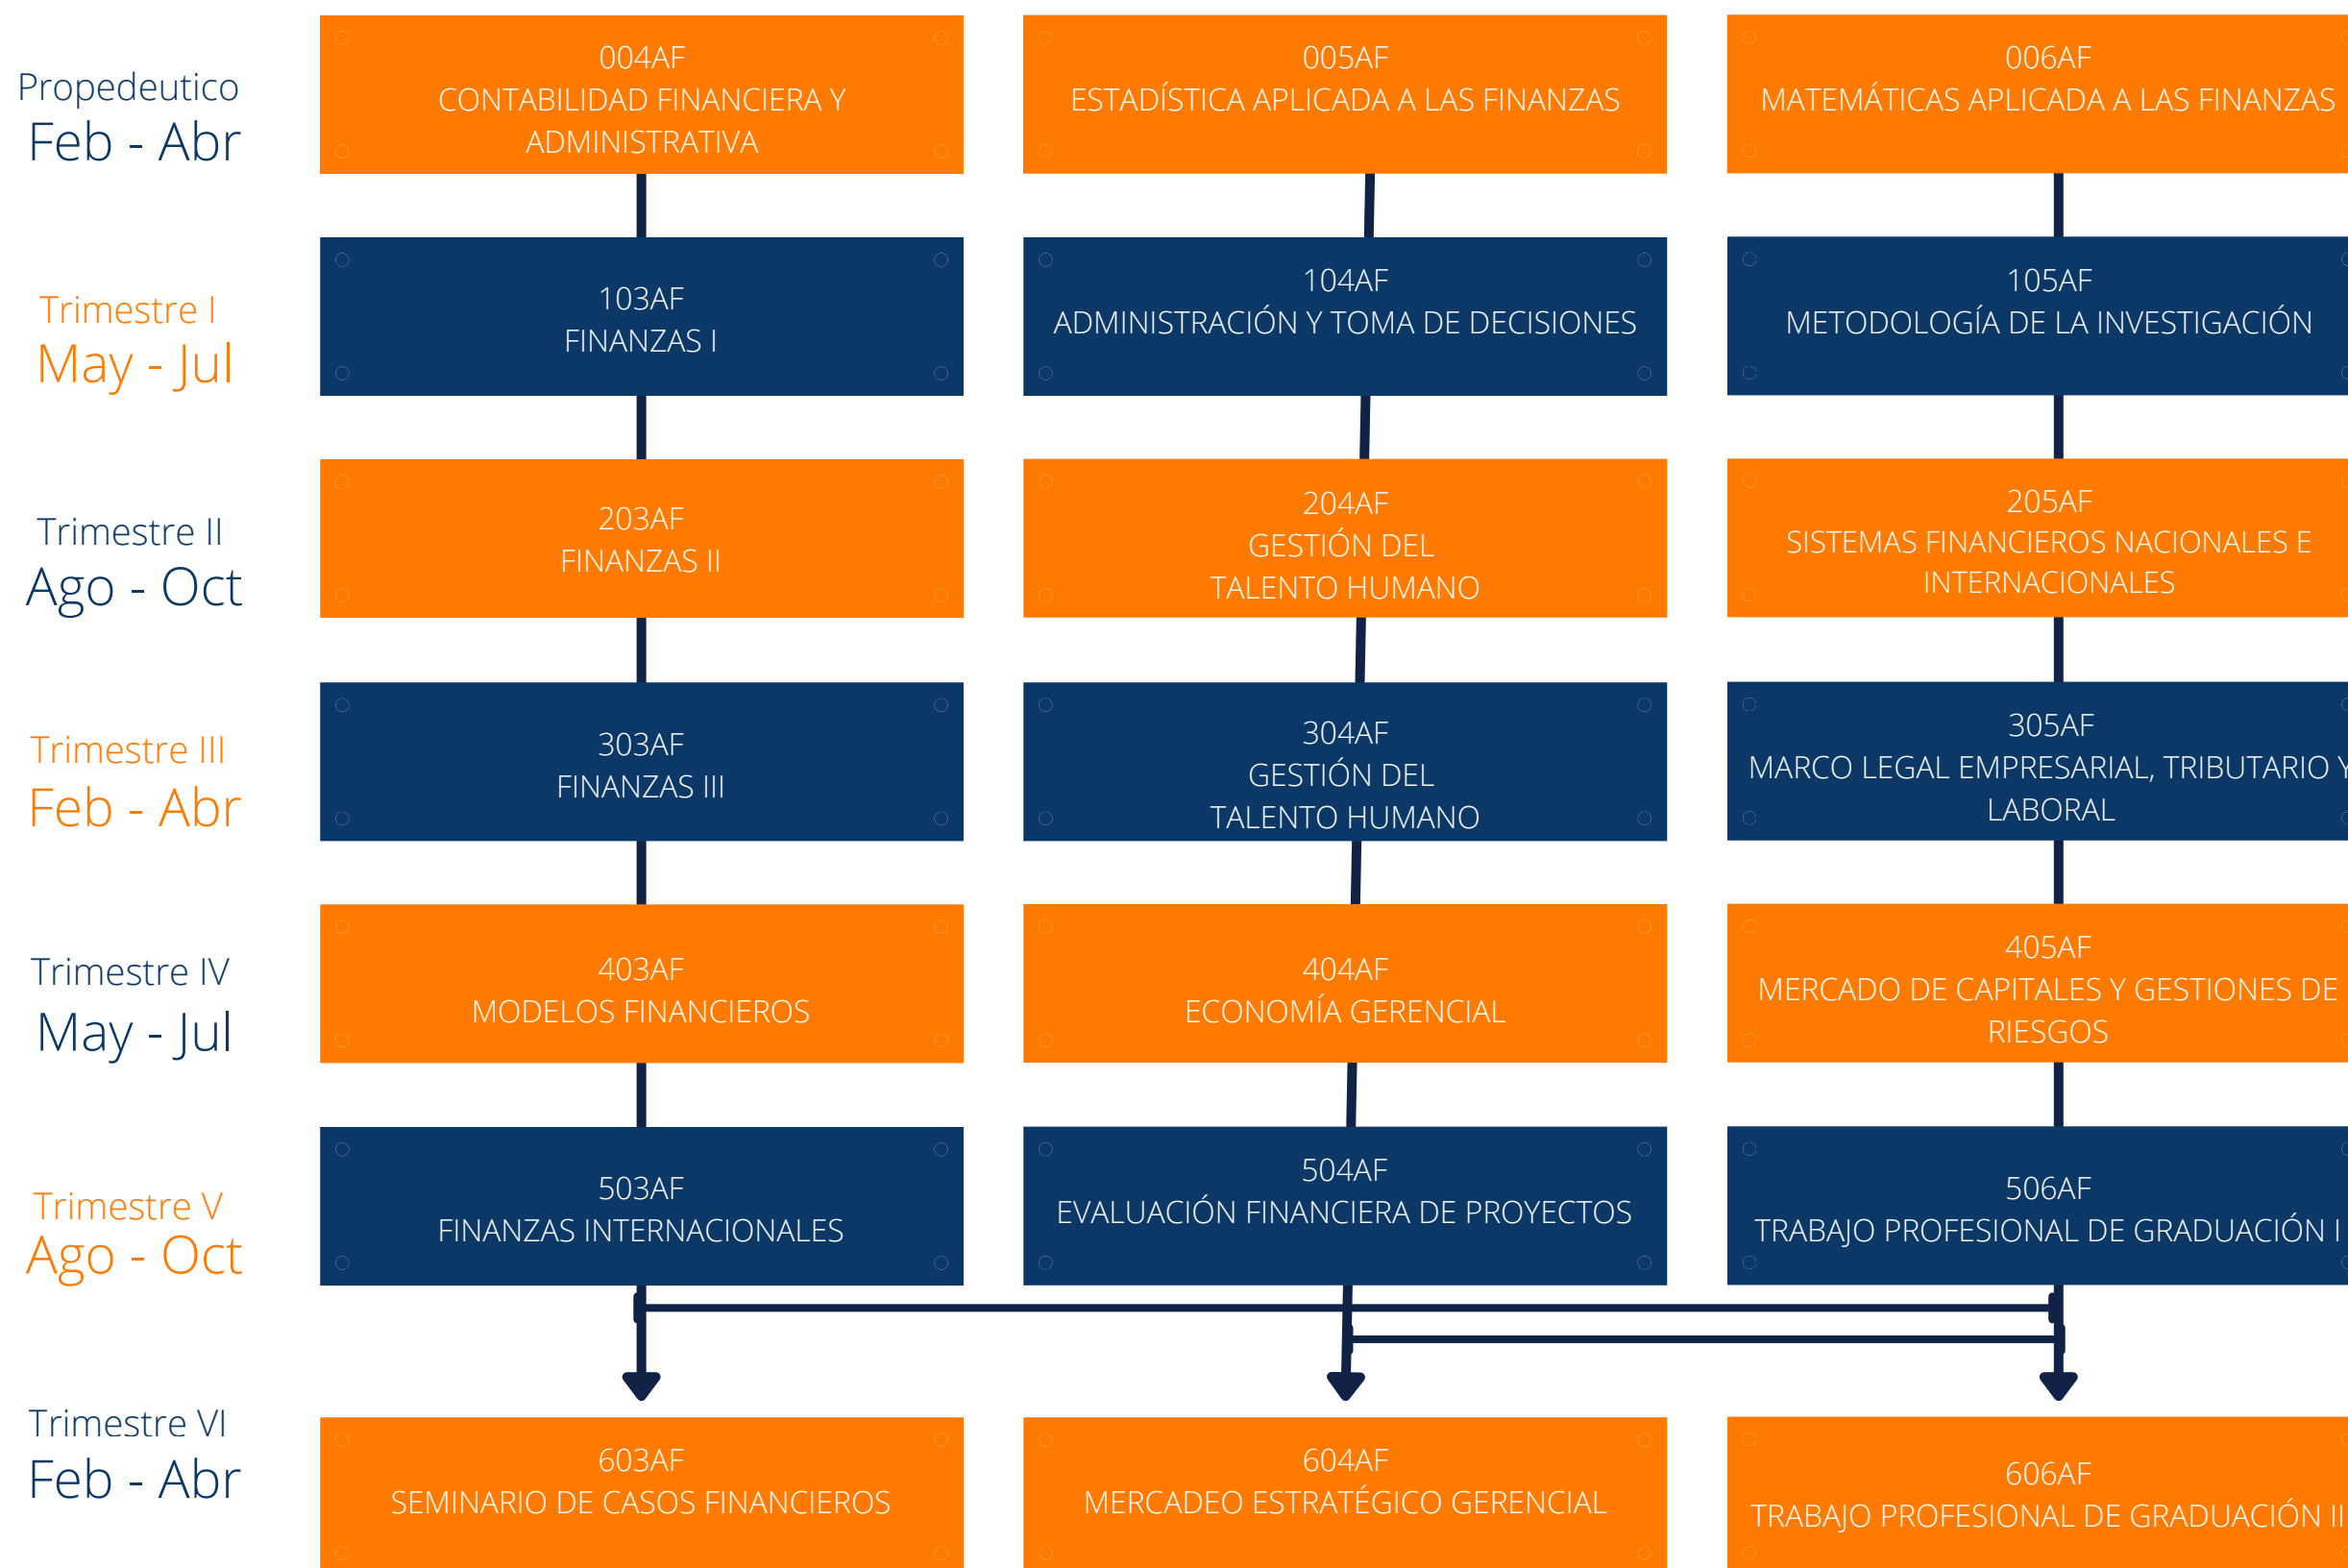 Propedeutico
Feb - Abr
004AF
CONTABILIDAD FINANCIERA Y
ADMINISTRATIVA
005AF
ESTADÍSTICA APLICADA A LAS FINANZAS
006AF
MATEMÁTICAS APLICADA A LAS FINANZAS
Trimestre I
May - Jul
103AF
FINANZAS I
104AF
ADMINISTRACIÓN Y TOMA DE DECISIONES
105AF
METODOLOGÍA DE LA INVESTIGACIÓN
Trimestre II
Ago - Oct
203AF
FINANZAS II
204AF
GESTIÓN DEL
TALENTO HUMANO
205AF
SISTEMAS FINANCIEROS NACIONALES E
INTERNACIONALES
Trimestre III
Feb - Abr
303AF
FINANZAS III
304AF
GESTIÓN DEL
TALENTO HUMANO
305AF
MARCO LEGAL EMPRESARIAL, TRIBUTARIO Y
LABORAL
Trimestre IV
May - Jul
403AF
MODELOS FINANCIEROS
404AF
ECONOMÍA GERENCIAL
405AF
MERCADO DE CAPITALES Y GESTIONES DE
RIESGOS
Trimestre V
Ago - Oct
503AF
FINANZAS INTERNACIONALES
504AF
EVALUACIÓN FINANCIERA DE PROYECTOS
506AF
TRABAJO PROFESIONAL DE GRADUACIÓN I
Trimestre VI
Feb - Abr
603AF
SEMINARIO DE CASOS FINANCIEROS
604AF
MERCADEO ESTRATÉGICO GERENCIAL
606AF
TRABAJO PROFESIONAL DE GRADUACIÓN II